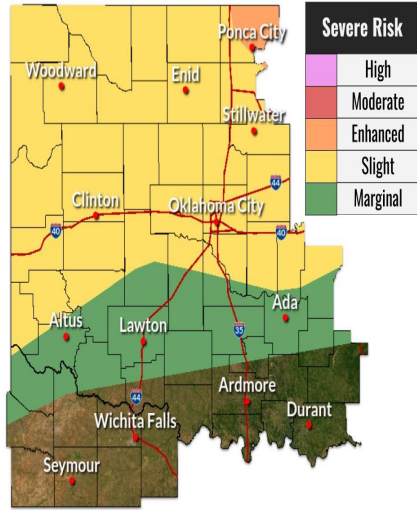 Severe Risk
High
Moderate
Enhanced
Slight
Marginal
Ponca City
Woodward
Enid
Stillwater
44
Clinton
Oklahoma City
40
40
Ada
Altus
Lawton
35
Ardmore
44
Durant
Wichita Falls
Seymour